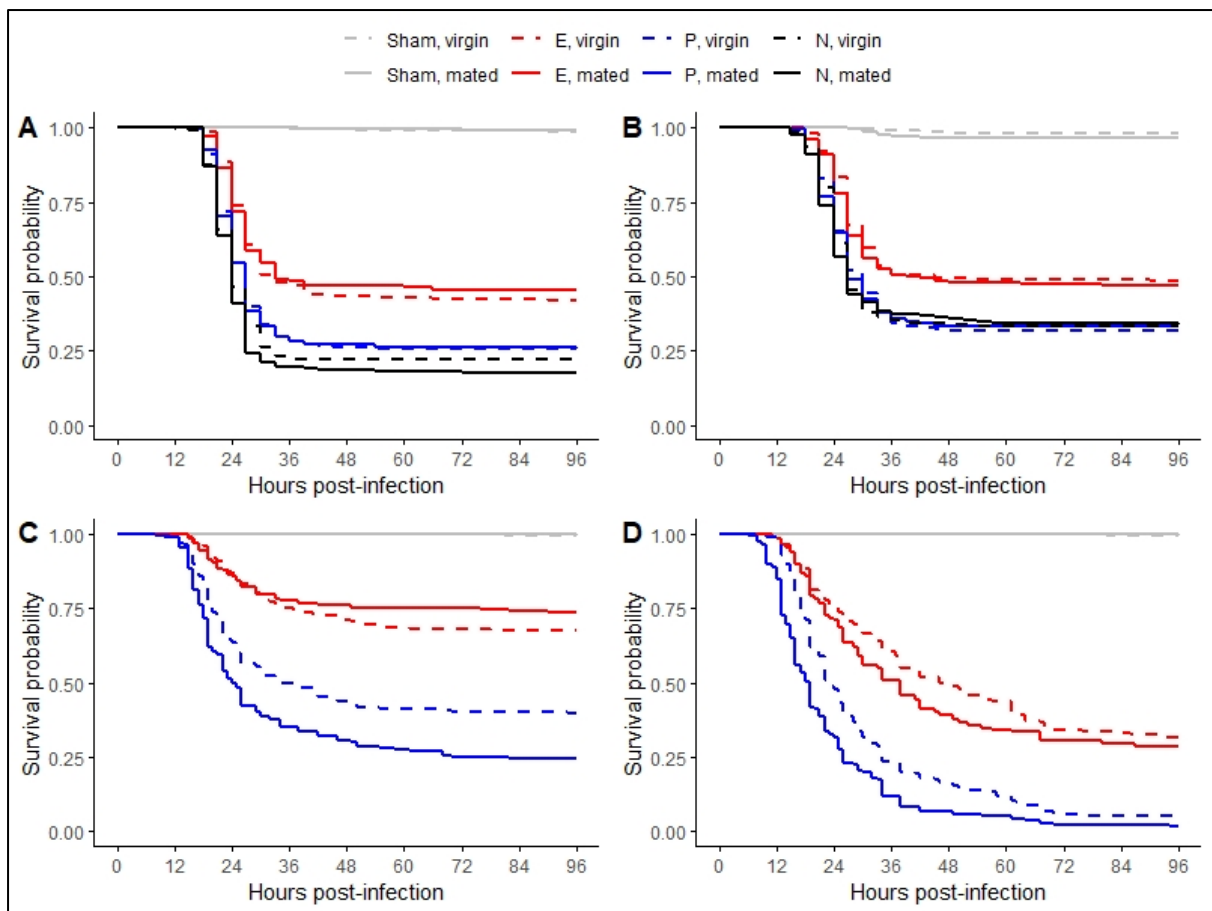 Sham, virgin E, virgin P, virgin N, virgin
Sham, mated E, mated P, mated N, mated
A
Survival probability
1.00
0.75
0.50
0.25
0.00
0 12 24 36 48 60 72 84 96
Hours post-infection
B
Survival probability
1.00
0.75
0.50
0.25
0.00
0 12 24 36 48 60 72 84 96
Hours post-infection
C
Survival probability
1.00
0.75
0.50
0.25
0.00
0 12 24 36 48 60 72 84 96
Hours post-infection
D
Survival probability
1.00
0.75
0.50
0.25
0.00
0 12 24 36 48 60 72 84 96
Hours post-infection